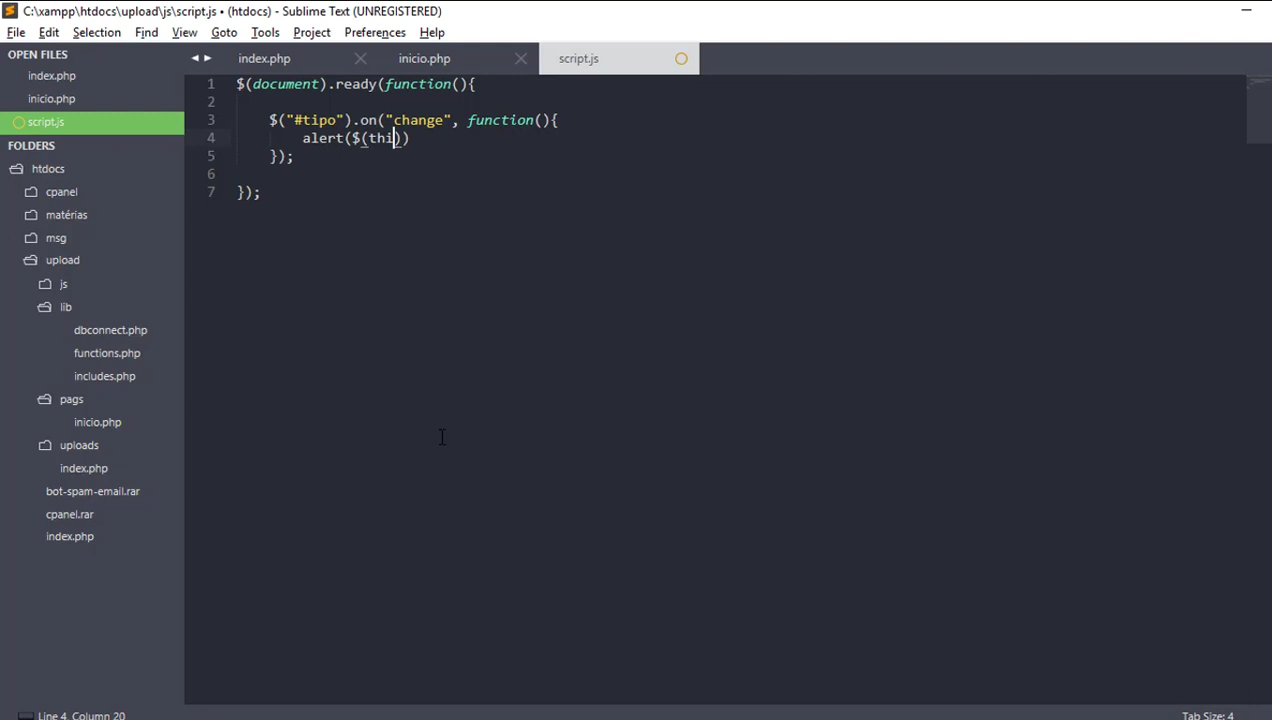 C:\xampp\htdocs\upload\js\script.js • (htdocs) - Sublime Text (UNREGISTERED)
File Edit Selection Find View Goto Tools Project Preferences Help
OPEN FILES
index.php
inicio.php
script.js
FOLDERS
htdocs
cpanel
matérias
msg
upload
js
lib
dbconnect.php
functions.php
includes.php
pags
inicio.php
uploads
index.php
bot-spam-email.rar
cpanel.rar
index.php
index.php inicio.php script.js
1 $(document).ready(function(){
2
3 $("#tipo").on("change", function(){
4 alert($(thi))
5 });
6
7 });
Line 4, Column 20
Tab Size: 4